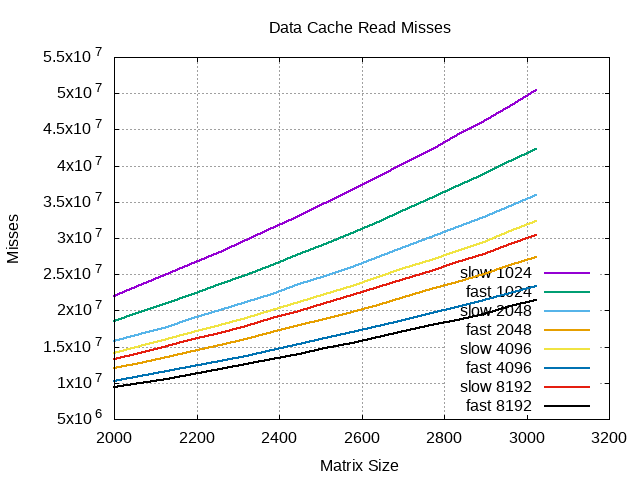 Data Cache Read Misses
5.5x10 7
5x10 7
4.5x10 7
4x10 7
3.5x10 7
3x10 7
2.5x10 7
2x10 7
1.5x10 7
1x10 7
5x10 6
Misses
slow 1024
fast 1024
slow 2048
fast 2048
slow 4096
fast 4096
slow 8192
fast 8192
2000 2200 2400 2600 2800 3000 3200
Matrix Size